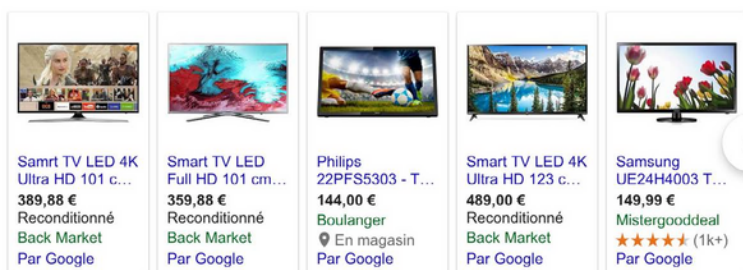 Samrt TV LED 4K
Ultra HD 101 c...
389,88 €
Reconditionné
Back Market
Par Google
Smart TV LED
Full HD 101 cm...
359,88 €
Reconditionné
Back Market
Par Google
Philips
22PFS5303 - T...
144,00 €
Boulanger
En magasin
Par Google
Smart TV LED 4K
Ultra HD 123 c...
489,00 €
Reconditionné
Back Market
Par Google
Samsung
UE24H4003 T...
149,99 €
Mistergooddeal
(1k+)
Par Google